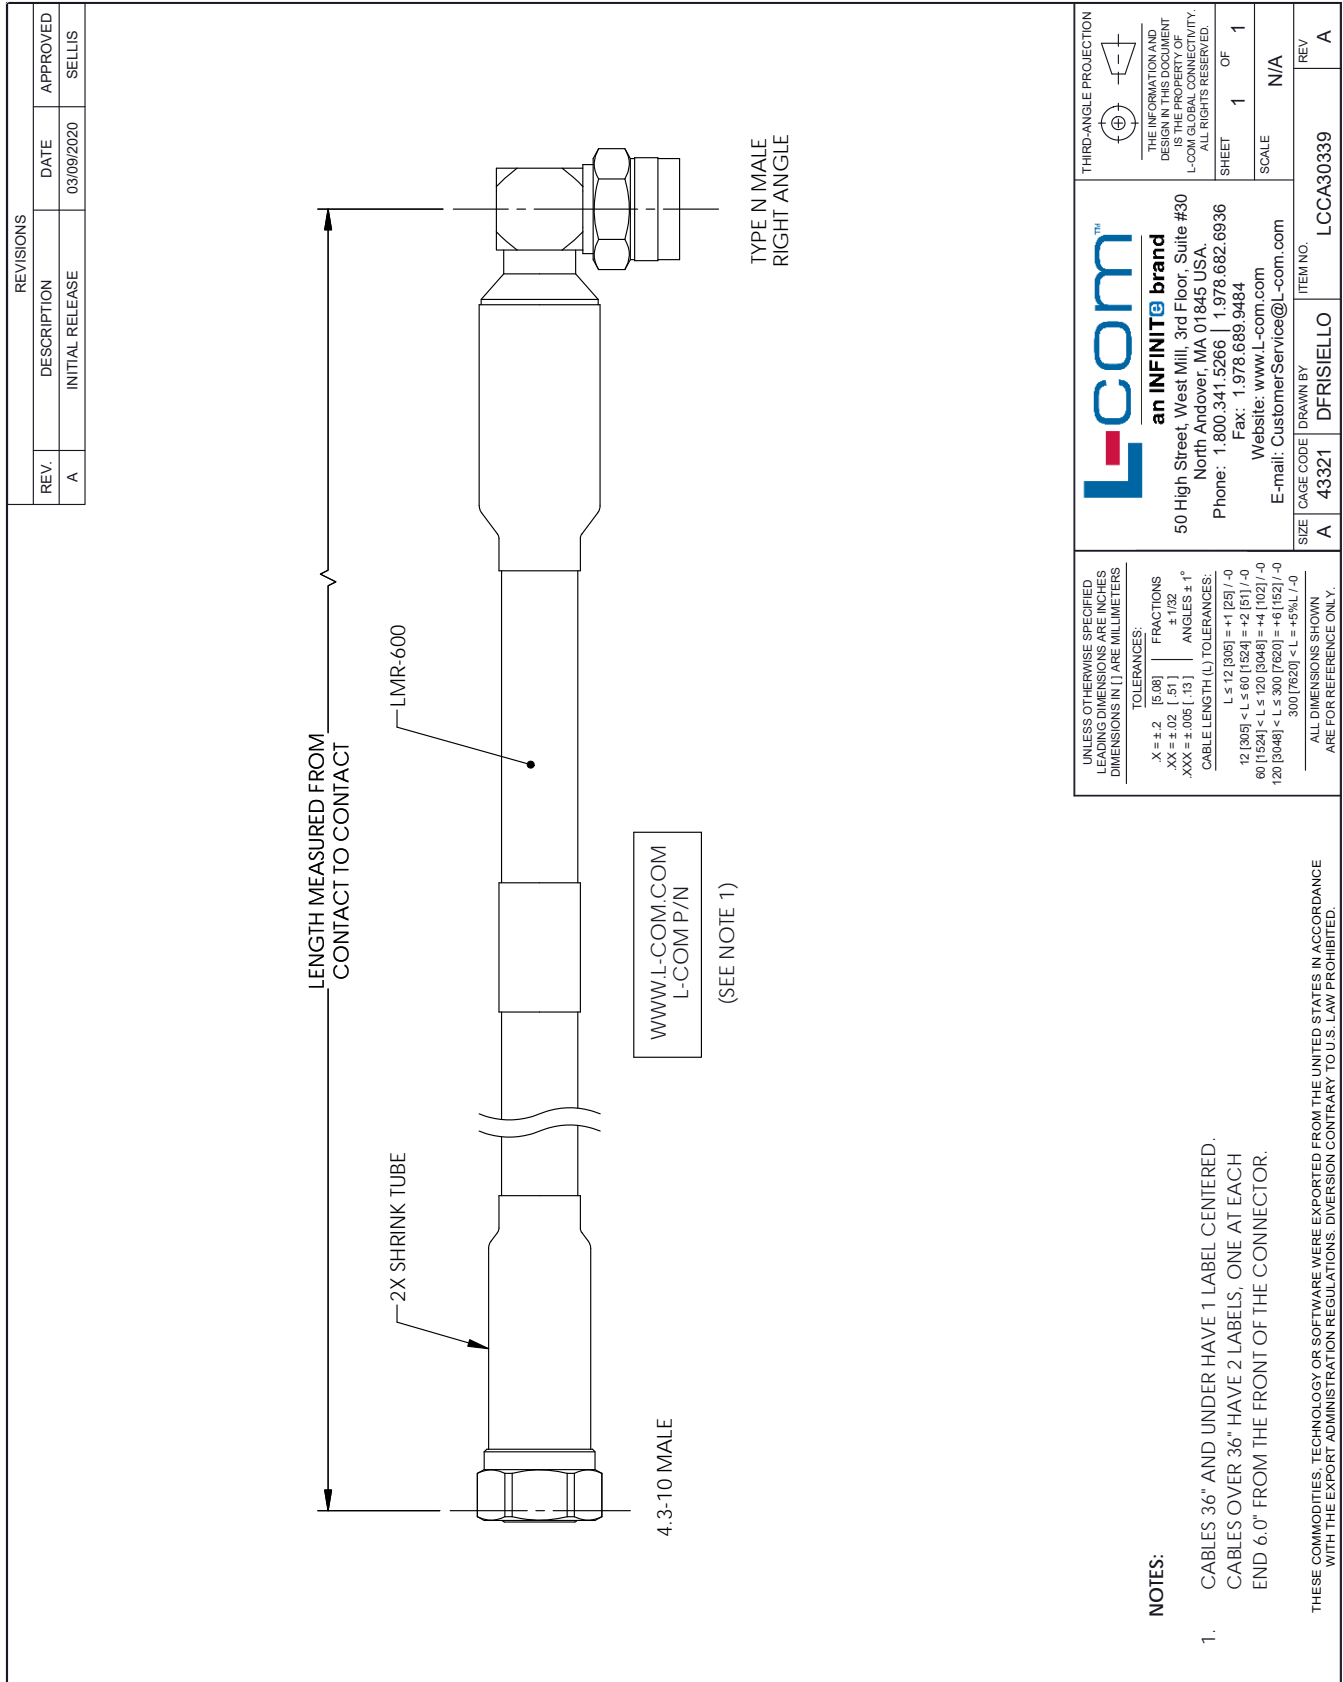 REVISIONS
REV. DESCRIPTION DATE APPROVED
A INITIAL RELEASE 03/09/2020 SELLIS
LENGTH MEASURED FROM
CONTACT TO CONTACT
2X SHRINK TUBE
LMR-600
4.3-10 MALE
WWW.L-COM.COM
L-COM P/N
(SEE NOTE 1)
TYPE N MALE
RIGHT ANGLE
NOTES:
1. CABLES 36" AND UNDER HAVE 1 LABEL CENTERED.
CABLES OVER 36" HAVE 2 LABELS, ONE AT EACH
END 6.0" FROM THE FRONT OF THE CONNECTOR.
THESE COMMODITIES, TECHNOLOGY OR SOFTWARE WERE EXPORTED FROM THE UNITED STATES IN ACCORDANCE
WITH THE EXPORT ADMINISTRATION REGULATIONS. DIVERSION CONTRARY TO U.S. LAW PROHIBITED.
UNLESS OTHERWISE SPECIFIED
LEADING DIMENSIONS ARE INCHES
DIMENSIONS IN [ ] ARE MILLIMETERS
TOLERANCES:
.X = ±.2 [5.08] FRACTIONS
.XX = ±.02 [.51] ± 1/32
.XXX = ±.005 [.13] ANGLES ± 1°
CABLE LENGTH (L) TOLERANCES:
L ≤ 12 [305] = +1 [25] / -0
12 [305] < L ≤ 60 [1524] = +2 [51] / -0
60 [1524] < L ≤ 120 [3048] = +4 [102] / -0
120 [3048] < L ≤ 300 [7620] = +6 [152] / -0
300 [7620] < L = +5%L / -0
ALL DIMENSIONS SHOWN
ARE FOR REFERENCE ONLY.
L-com™
an INFINITe brand
50 High Street, West Mill, 3rd Floor, Suite #30
North Andover, MA 01845 USA.
Phone: 1.800.341.5266 | 1.978.682.6936
Fax: 1.978.689.9484
Website: www.L-com.com
E-mail: CustomerService@L-com.com
THIRD-ANGLE PROJECTION
THE INFORMATION AND
DESIGN IN THIS DOCUMENT
IS THE PROPERTY OF
L-COM GLOBAL CONNECTIVITY.
ALL RIGHTS RESERVED.
SHEET 1 OF 1
SCALE N/A
SIZE A
CAGE CODE 43321
DRAWN BY DFRISIELLO
ITEM NO. LCCA30339
REV A